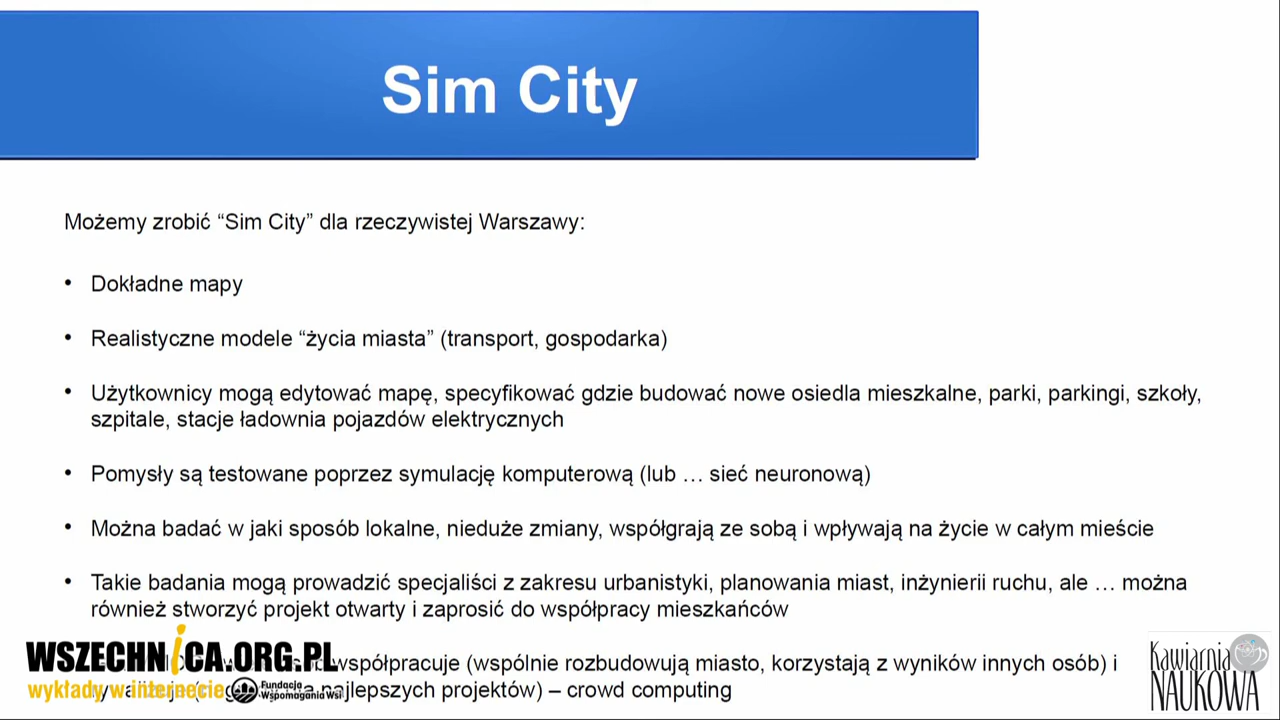 Sim City
Możemy zrobić “Sim City” dla rzeczywistej Warszawy:
• Dokładne mapy
• Realistyczne modele “życia miasta” (transport, gospodarka)
• Użytkownicy mogą edytować mapę, specyfikować gdzie budować nowe osiedla mieszkalne, parki, parkingi, szkoły,
szpitale, stacje ładownia pojazdów elektrycznych
• Pomysły są testowane poprzez symulację komputerową (lub … sieć neuronową)
• Można badać w jaki sposób lokalne, nieduże zmiany, współgrają ze sobą i wpływają na życie w całym mieście
• Takie badania mogą prowadzić specjaliści z zakresu urbanistyki, planowania miast, inżynierii ruchu, ale … można
również stworzyć projekt otwarty i zaprosić do współpracy mieszkańców
współpracuje (wspólnie rozbudowują miasto, korzystają z wyników innych osób) i
najlepszych projektów) – crowd computing
WSZECHNICA.ORG.PL
wykłady w internecie
Fundacja
Wspomagania Wsi
Kawiarnia
NAUKOWA